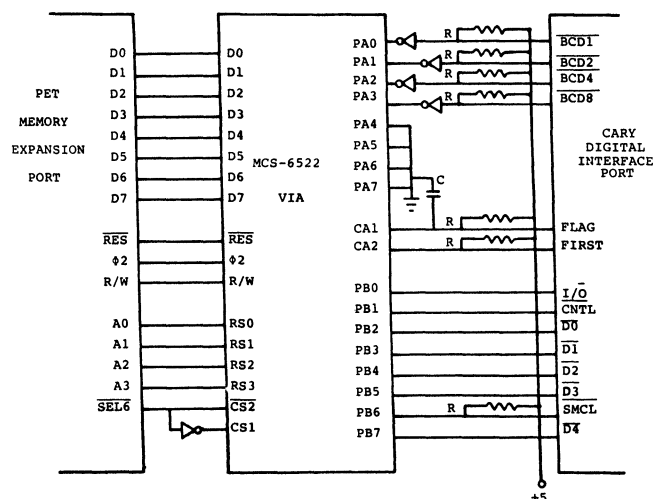 PET
MEMORY
EXPANSION
PORT
D0
D1
D2
D3
D4
D5
D6
D7
RES
Φ2
R/W
A0
A1
A2
A3
SEL6
D0
D1
D2
D3
D4
D5
D6
D7
RES
Φ2
R/W
RS0
RS1
RS2
RS3
CS2
CS1
MCS-6522
VIA
PA0
PA1
PA2
PA3
PA4
PA5
PA6
PA7
CA1
CA2
PB0
PB1
PB2
PB3
PB4
PB5
PB6
PB7
R
R
R
R
C
R
R
R
BCD1
BCD2
BCD4
BCD8
CARY
DIGITAL
INTERFACE
PORT
FLAG
FIRST
I/O
CNTL
D0
D1
D2
D3
SMCL
D4
+5